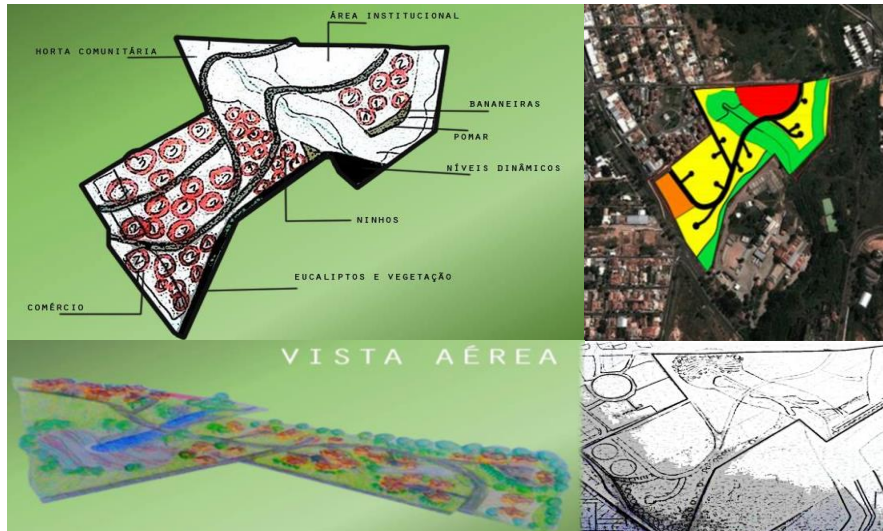 ÁREA INSTITUCIONAL
HORTA COMUNITÁRIA
BANANEIRAS
POMAR
NÍVEIS DINÂMICOS
NINHOS
EUCALIPTOS E VEGETAÇÃO
COMÉRCIO
VISTA AÉREA